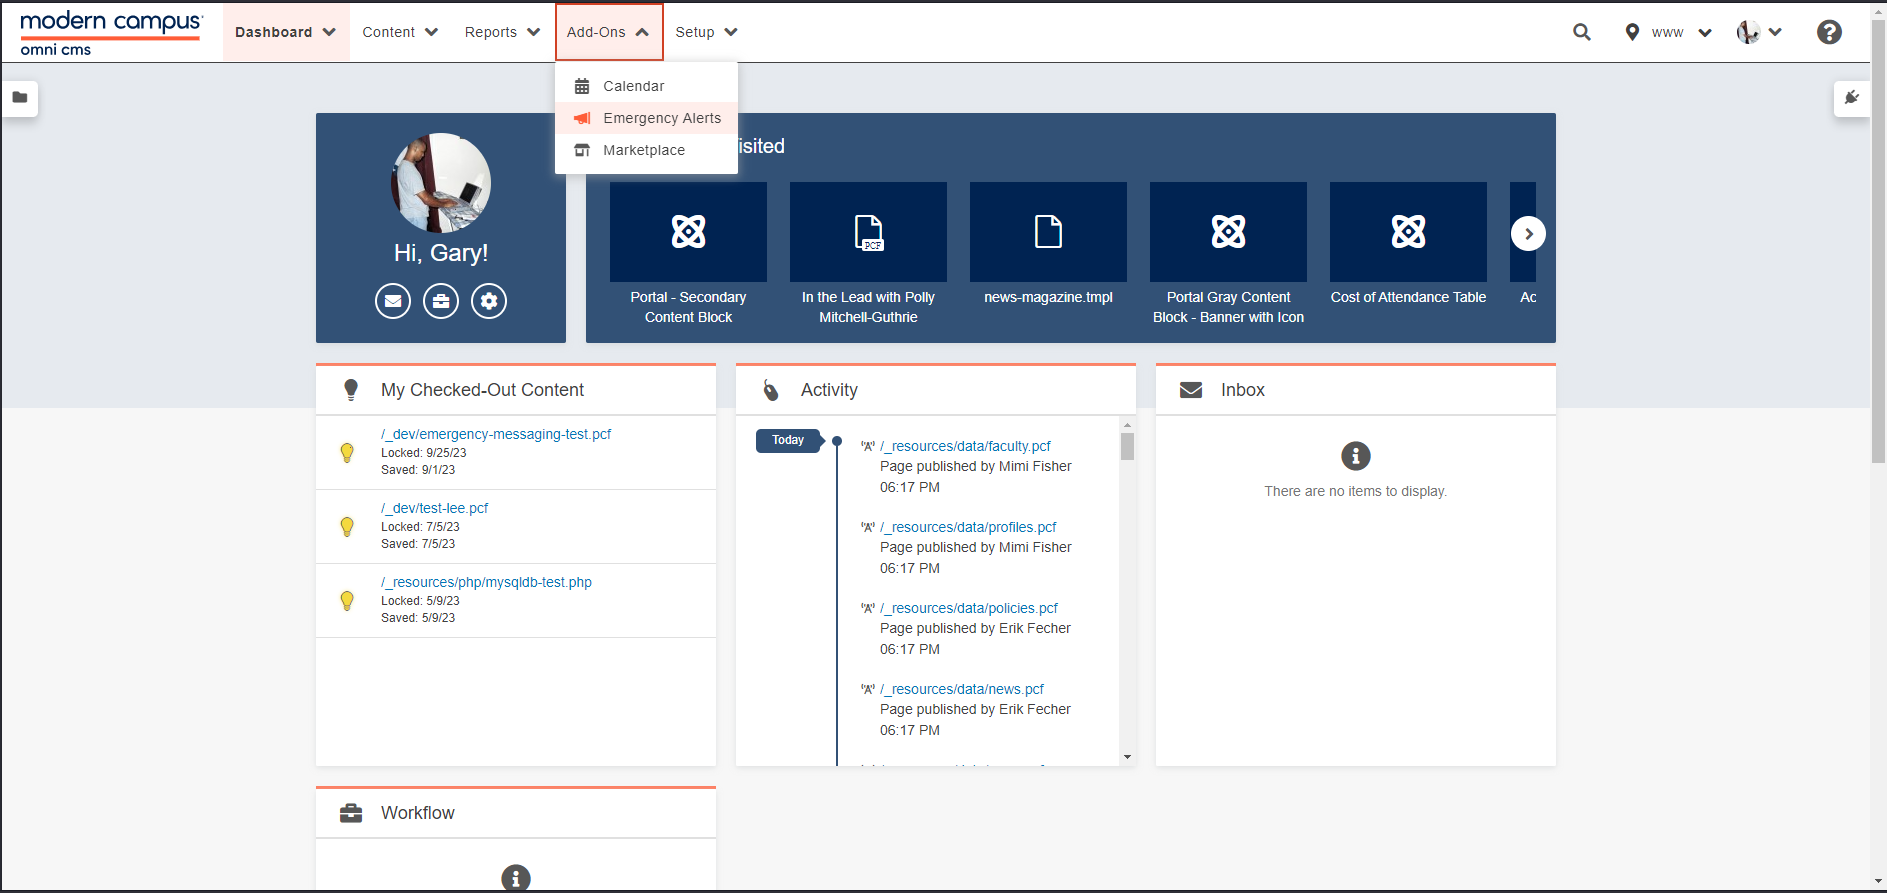 modern campus
omni cms
Dashboard
Content
Reports
Add-Ons
Setup
www
Calendar
Emergency Alerts
Marketplace
isited
Hi, Gary!
PCF
Portal - Secondary
Content Block
In the Lead with Polly
Mitchell-Guthrie
news-magazine.tmpl
Portal Gray Content
Block - Banner with Icon
Cost of Attendance Table
Ac
My Checked-Out Content
/_dev/emergency-messaging-test.pcf
Locked: 9/25/23
Saved: 9/1/23
/_dev/test-lee.pcf
Locked: 7/5/23
Saved: 7/5/23
/_resources/php/mysqldb-test.php
Locked: 5/9/23
Saved: 5/9/23
Activity
Today
/_resources/data/faculty.pcf
Page published by Mimi Fisher
06:17 PM
/_resources/data/profiles.pcf
Page published by Mimi Fisher
06:17 PM
/_resources/data/policies.pcf
Page published by Erik Fecher
06:17 PM
/_resources/data/news.pcf
Page published by Erik Fecher
06:17 PM
Inbox
There are no items to display.
Workflow